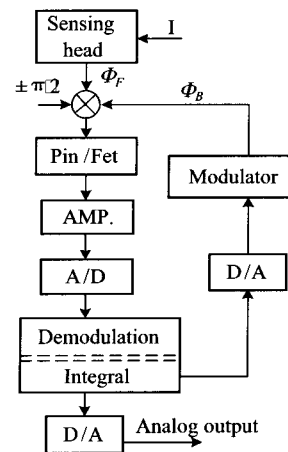 Sensing
head
I
Φ_F
± π□2
Φ_B
Pin /Fet
Modulator
AMP.
A/D
D/A
Demodulation
Integral
D/A
Analog output